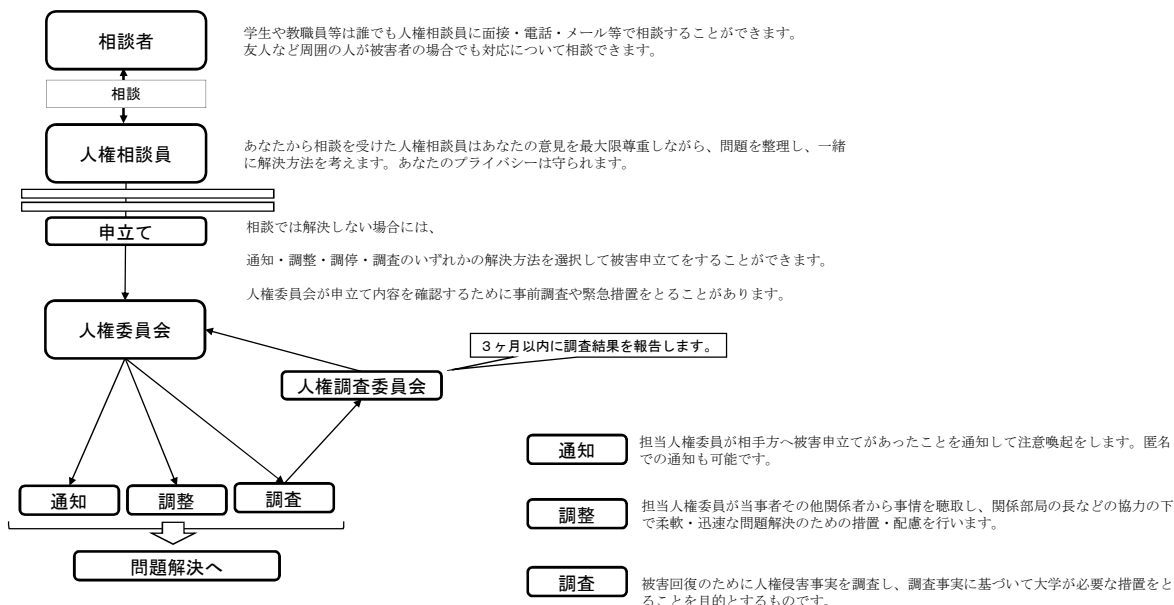 相談者
学生や教職員等は誰でも人権相談員に面接・電話・メール等で相談することができます。
友人など周囲の人が被害者の場合でも対応について相談できます。
相談
人権相談員
あなたから相談を受けた人権相談員はあなたの意見を最大限尊重しながら、問題を整理し、一緒
に解決方法を考えます。あなたのプライバシーは守られます。
申立て
相談では解決しない場合には、
通知・調整・調停・調査のいずれかの解決方法を選択して被害申立てをすることができます。
人権委員会が申立て内容を確認するために事前調査や緊急措置をとることがあります。
人権委員会
３ヶ月以内に調査結果を報告します。
人権調査委員会
通知
調整
調査
問題解決へ
通知
担当人権委員が相手方へ被害申立てがあったことを通知して注意喚起をします。匿名
での通知も可能です。
調整
担当人権委員が当事者その他関係者から事情を聴取し、関係部局の長などの協力の下
で柔軟・迅速な問題解決のための措置・配慮を行います。
調査
被害回復のために人権侵害事実を調査し、調査事実に基づいて大学が必要な措置をと
ることを目的とするものです。